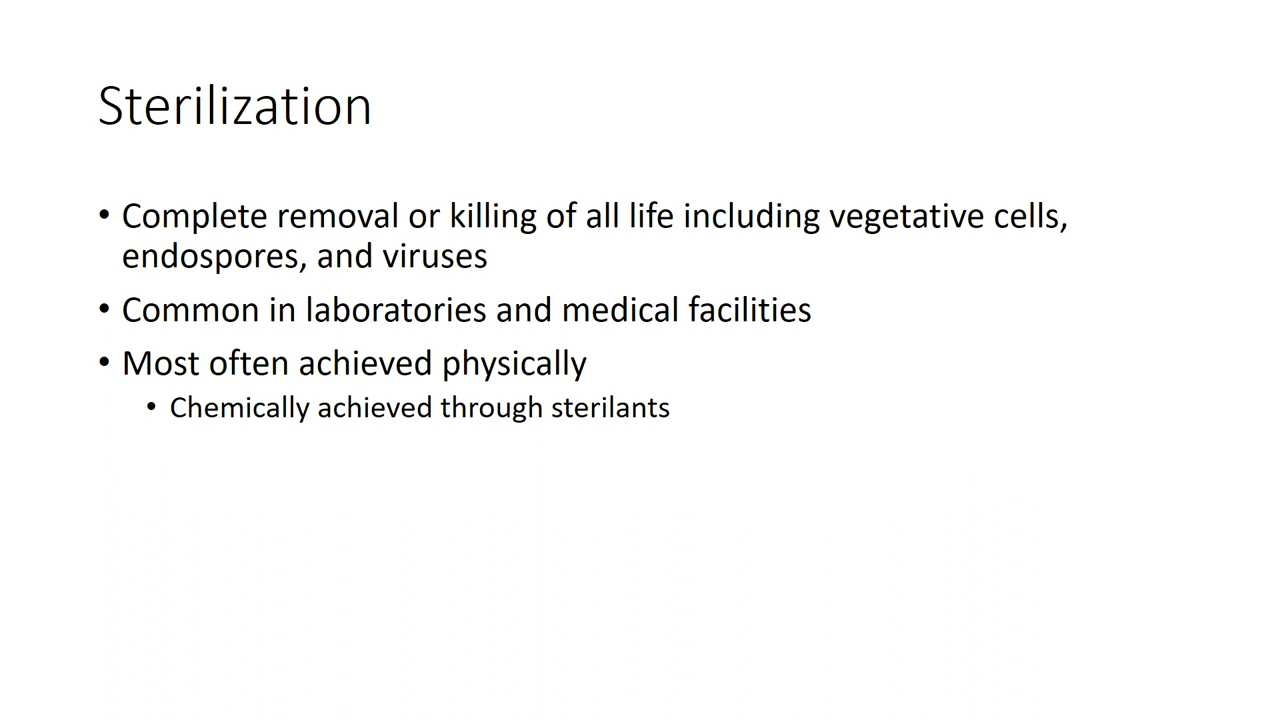 Sterilization
• Complete removal or killing of all life including vegetative cells,
endospores, and viruses
• Common in laboratories and medical facilities
• Most often achieved physically
• Chemically achieved through sterilants